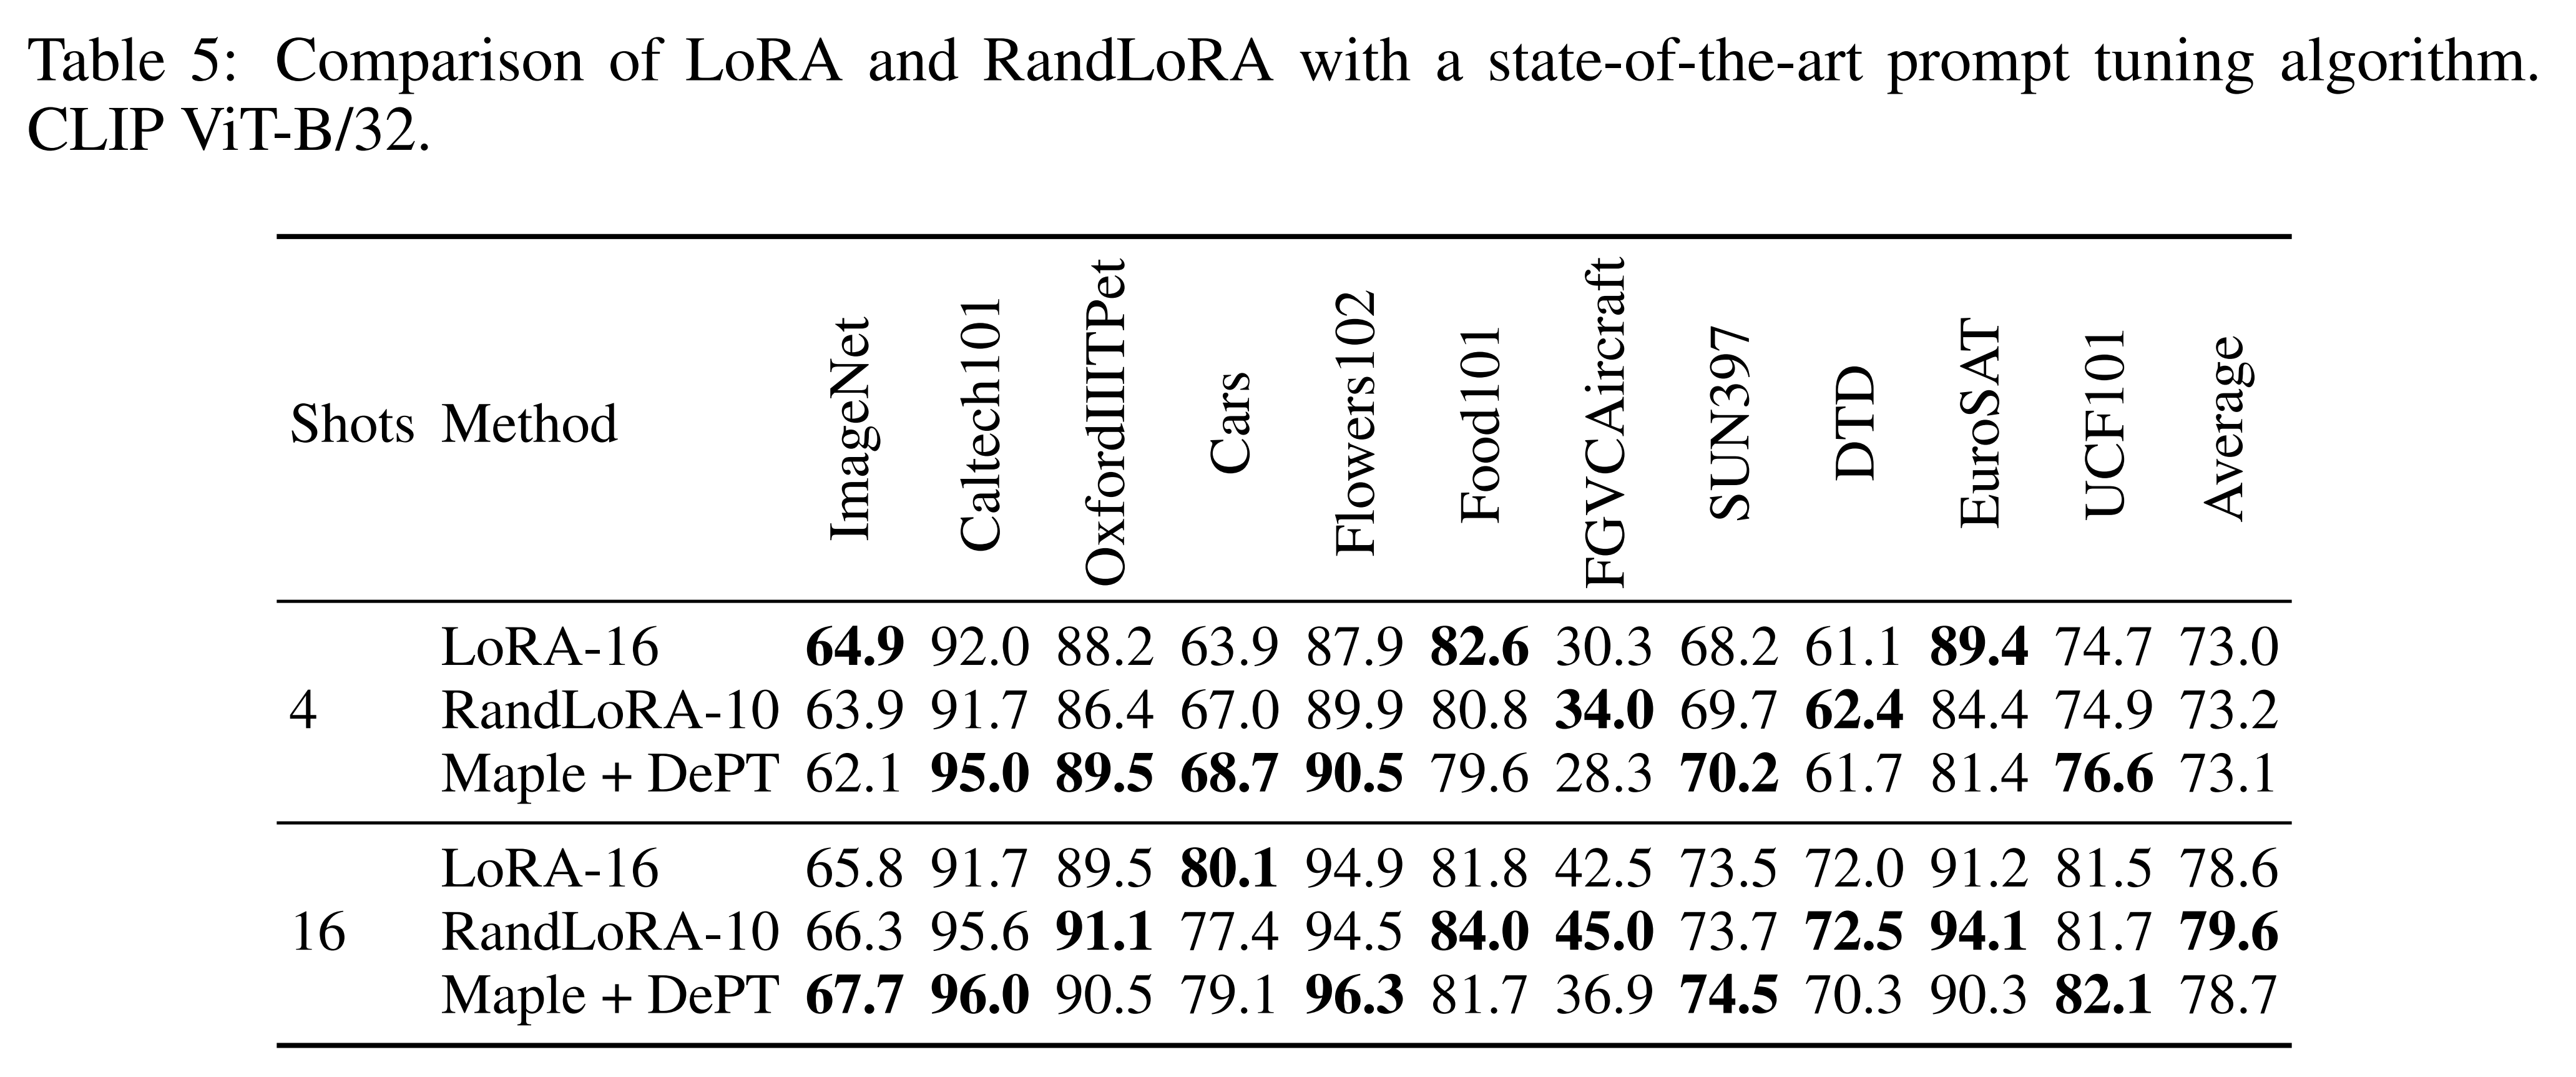 Table 5: Comparison of LoRA and RandLoRA with a state-of-the-art prompt tuning algorithm.
CLIP ViT-B/32.
Shots Method ImageNet Caltech101 OxfordIIITPet Cars Flowers102 Food101 FGVCAircraft SUN397 DTD EuroSAT UCF101 Average
LoRA-16 64.9 92.0 88.2 63.9 87.9 82.6 30.3 68.2 61.1 89.4 74.7 73.0
4 RandLoRA-10 63.9 91.7 86.4 67.0 89.9 80.8 34.0 69.7 62.4 84.4 74.9 73.2
Maple + DePT 62.1 95.0 89.5 68.7 90.5 79.6 28.3 70.2 61.7 81.4 76.6 73.1
LoRA-16 65.8 91.7 89.5 80.1 94.9 81.8 42.5 73.5 72.0 91.2 81.5 78.6
16 RandLoRA-10 66.3 95.6 91.1 77.4 94.5 84.0 45.0 73.7 72.5 94.1 81.7 79.6
Maple + DePT 67.7 96.0 90.5 79.1 96.3 81.7 36.9 74.5 70.3 90.3 82.1 78.7